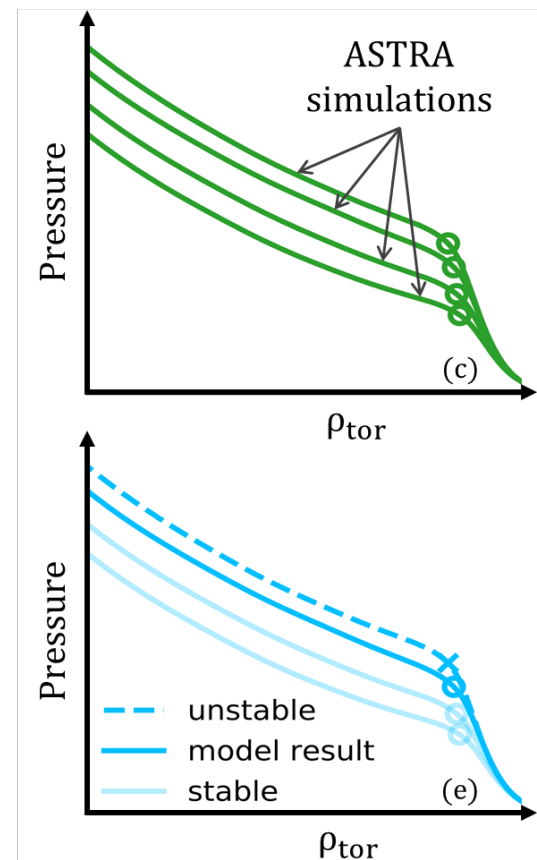 ASTRA
simulations
Pressure
(c)
ρtor
Pressure
unstable
model result
stable
(e)
ρtor